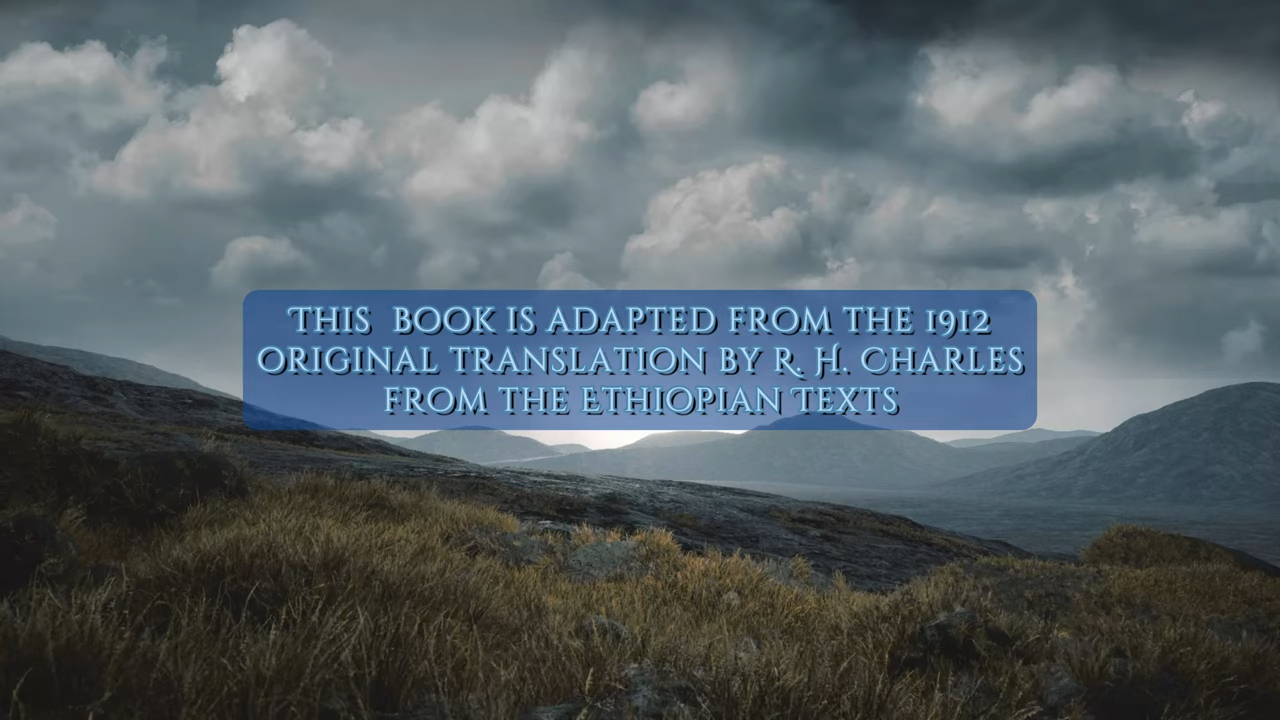 This book is adapted from the 1912
original translation by R. H. Charles
from the Ethiopian Texts